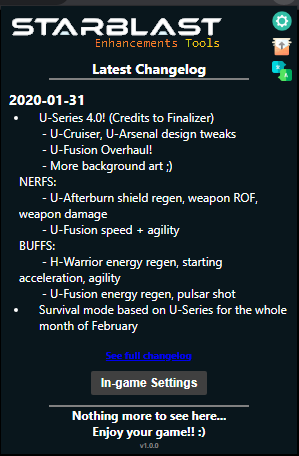 STARBLAST
Enhancements Tools
Latest Changelog
2020-01-31
• U-Series 4.0! (Credits to Finalizer)
- U-Cruiser, U-Arsenal design tweaks
- U-Fusion Overhaul!
- More background art ;)
NERFS:
- U-Afterburn shield regen, weapon ROF,
weapon damage
- U-Fusion speed + agility
BUFFS:
- H-Warrior energy regen, starting
acceleration, agility
- U-Fusion energy regen, pulsar shot
• Survival mode based on U-Series for the whole
month of February
See full changelog
In-game Settings
Nothing more to see here...
Enjoy your game!! :)
v1.0.0